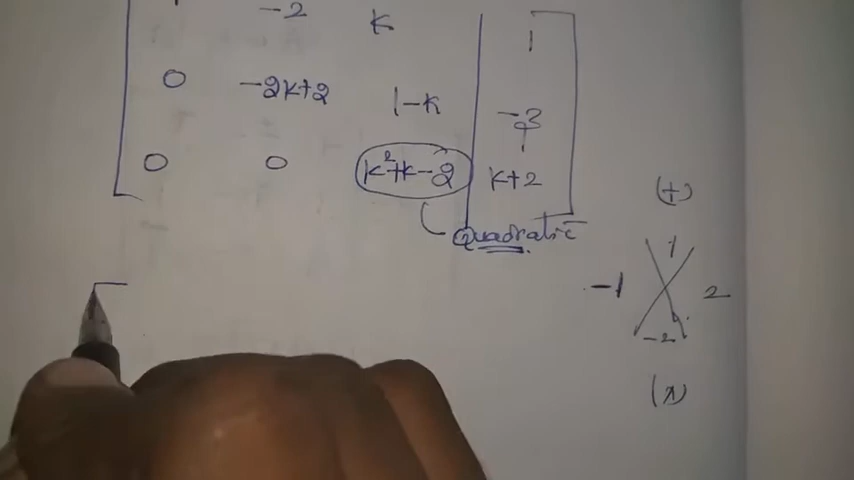 -2 k 1
0 -2k+2 1-k -3
0 0 k²+k-2 k+2
Quadratic
(+)
1
-1 2
-2
(x)